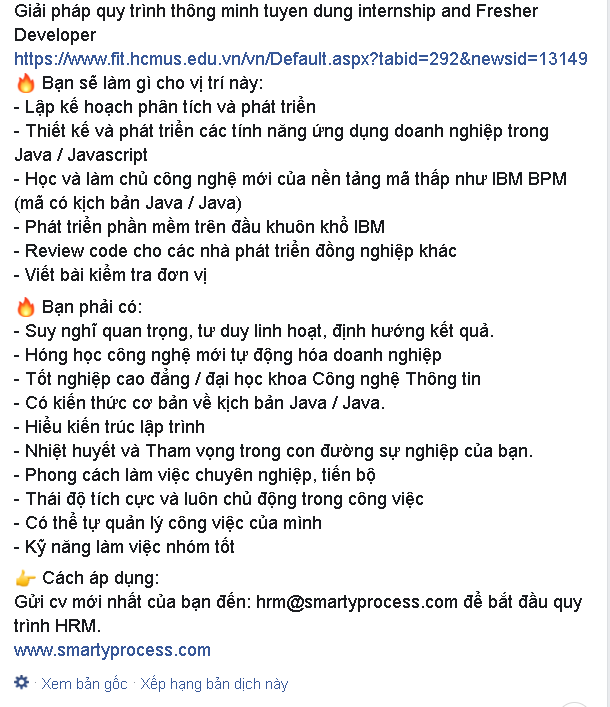 Giải pháp quy trình thông minh tuyen dung internship and Fresher
Developer
https://www.fit.hcmus.edu.vn/vn/Default.aspx?tabid=292&newsid=13149
🔥 Bạn sẽ làm gì cho vị trí này:
- Lập kế hoạch phân tích và phát triển
- Thiết kế và phát triển các tính năng ứng dụng doanh nghiệp trong
Java / Javascript
- Học và làm chủ công nghệ mới của nền tảng mã thấp như IBM BPM
(mã có kịch bản Java / Java)
- Phát triển phần mềm trên đầu khuôn khổ IBM
- Review code cho các nhà phát triển đồng nghiệp khác
- Viết bài kiểm tra đơn vị
🔥 Bạn phải có:
- Suy nghĩ quan trọng, tư duy linh hoạt, định hướng kết quả.
- Hóng học công nghệ mới tự động hóa doanh nghiệp
- Tốt nghiệp cao đẳng / đại học khoa Công nghệ Thông tin
- Có kiến thức cơ bản về kịch bản Java / Java.
- Hiểu kiến trúc lập trình
- Nhiệt huyết và Tham vọng trong con đường sự nghiệp của bạn.
- Phong cách làm việc chuyên nghiệp, tiến bộ
- Thái độ tích cực và luôn chủ động trong công việc
- Có thể tự quản lý công việc của mình
- Kỹ năng làm việc nhóm tốt
👉 Cách áp dụng:
Gửi cv mới nhất của bạn đến: hrm@smartyprocess.com để bắt đầu quy
trình HRM.
www.smartyprocess.com
· Xem bản gốc · Xếp hạng bản dịch này